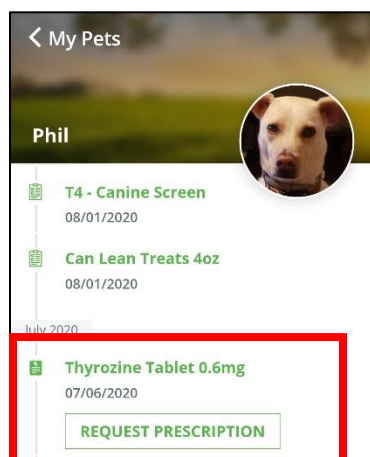 My Pets
Phil
T4 - Canine Screen
08/01/2020
Can Lean Treats 4oz
08/01/2020
July 2020
Thyrozine Tablet 0.6mg
07/06/2020
REQUEST PRESCRIPTION